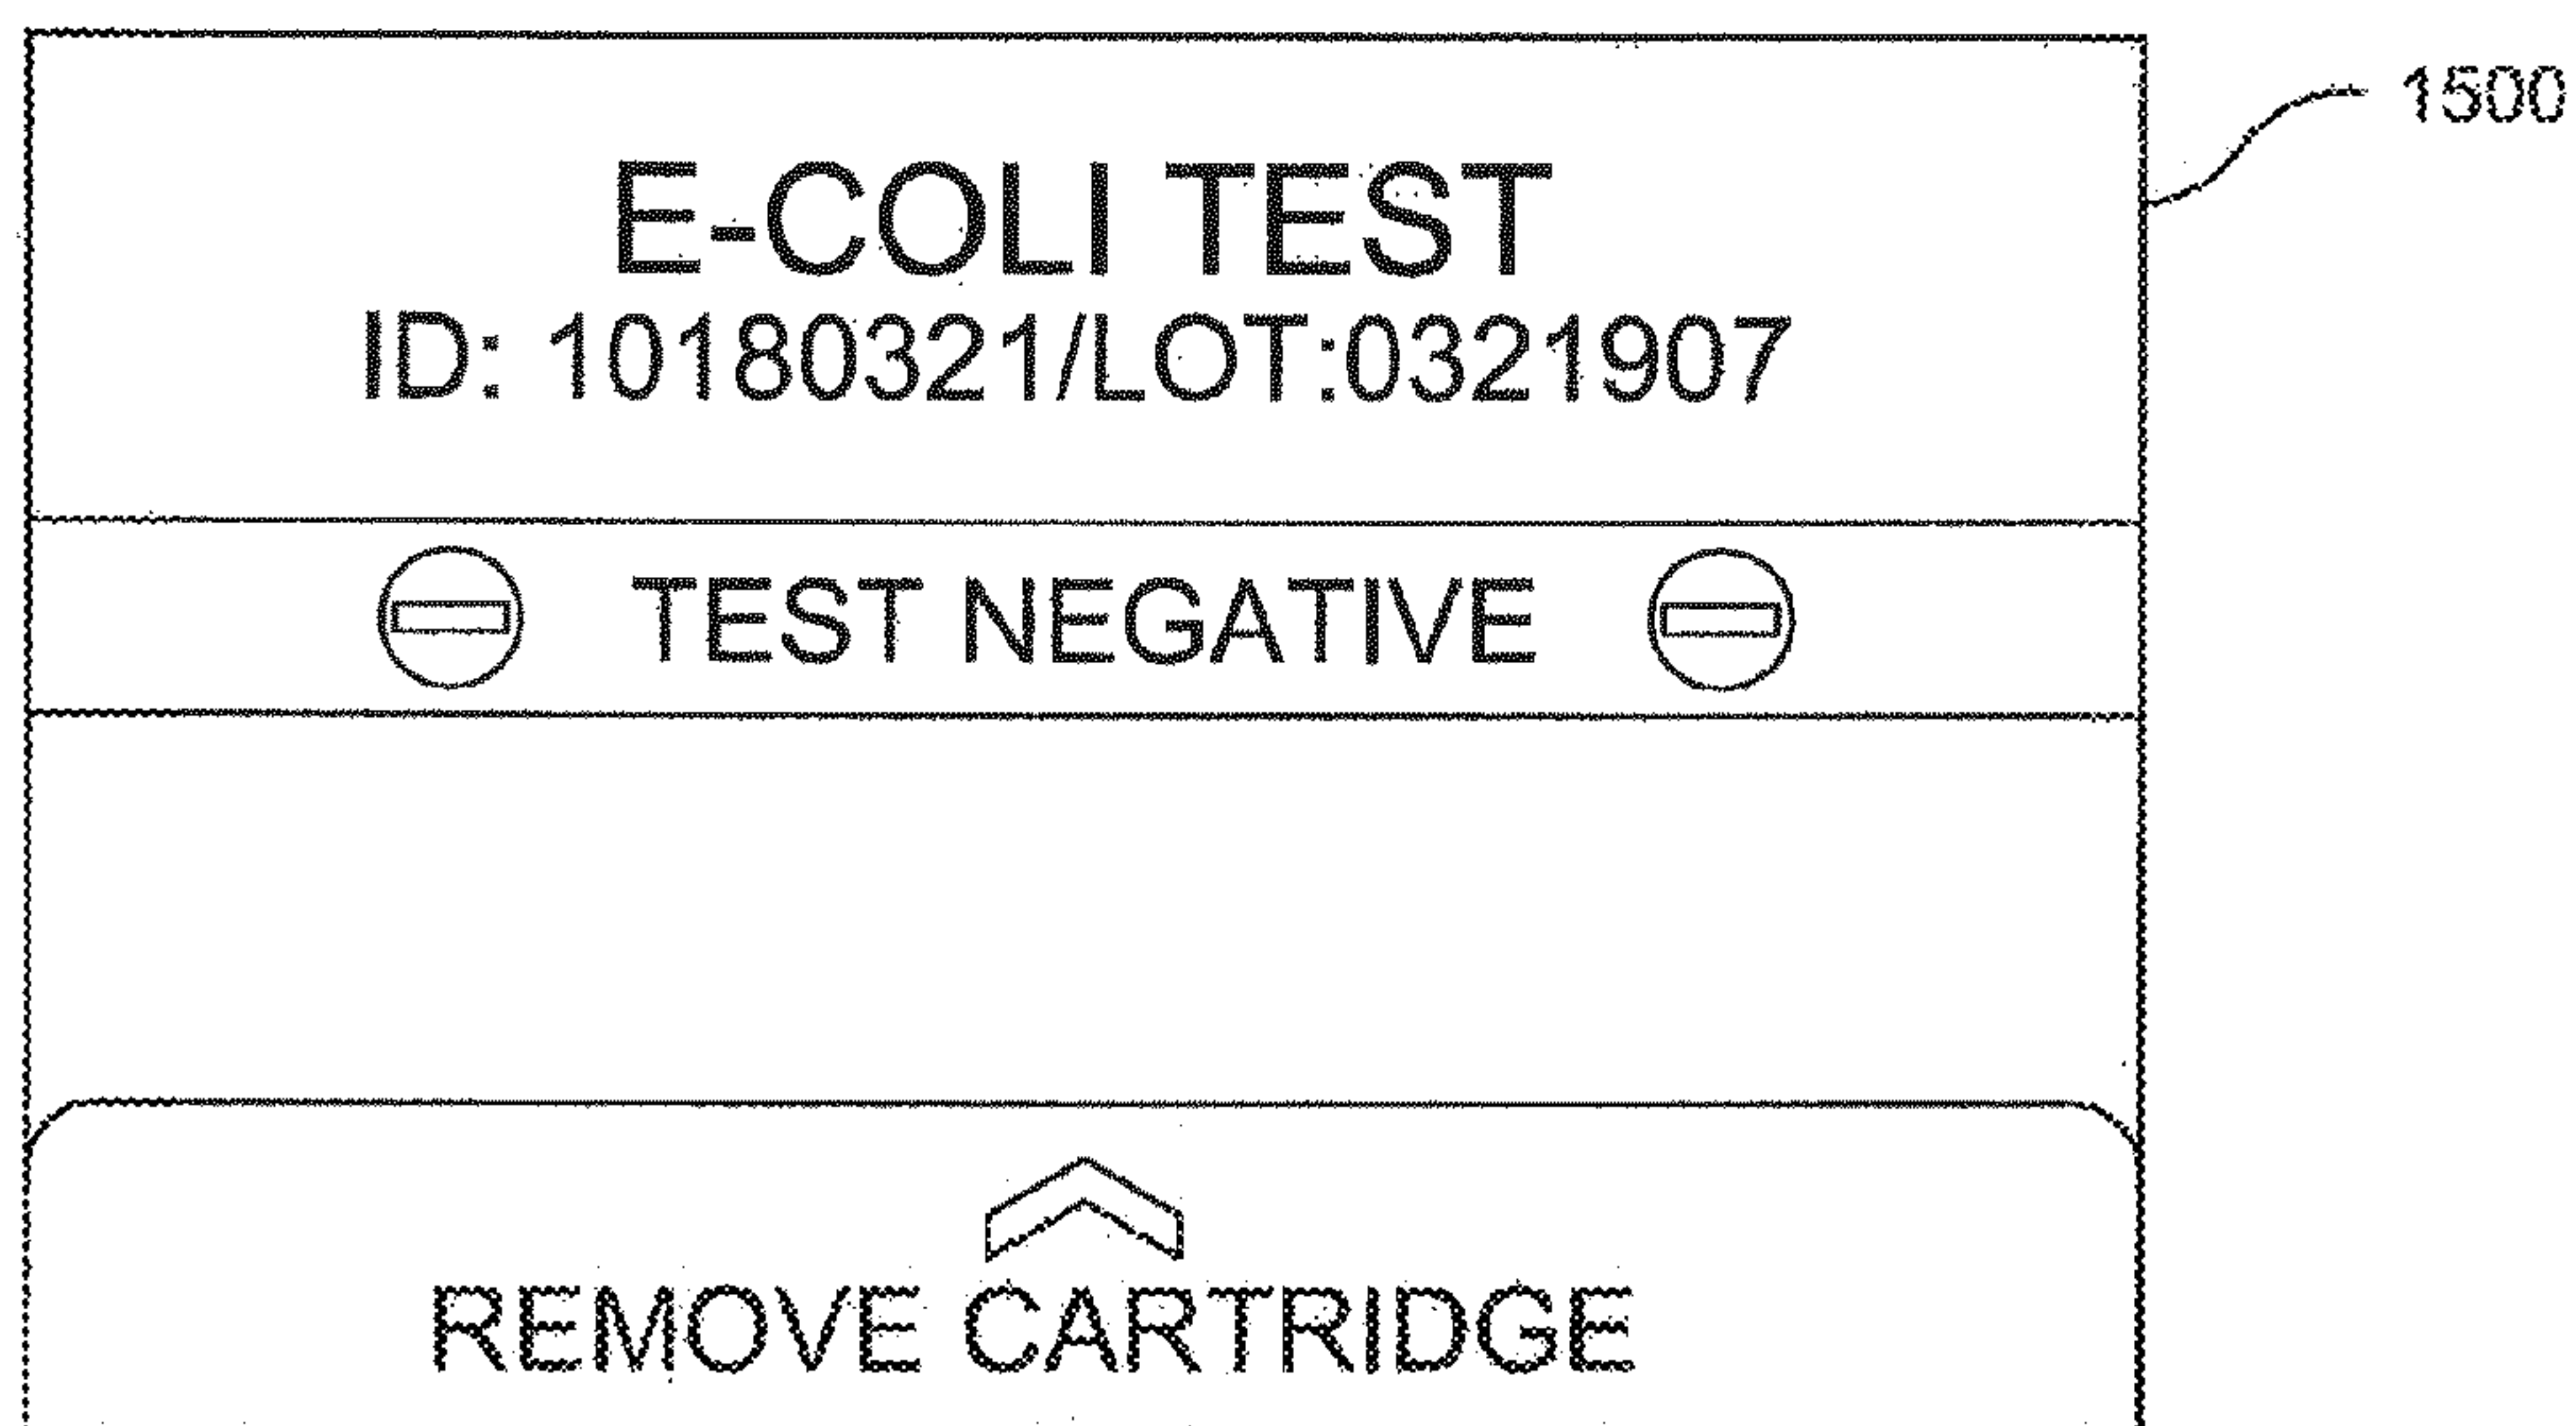 1500
E-COLI TEST
ID: 10180321/LOT:0321907
TEST NEGATIVE
REMOVE CARTRIDGE